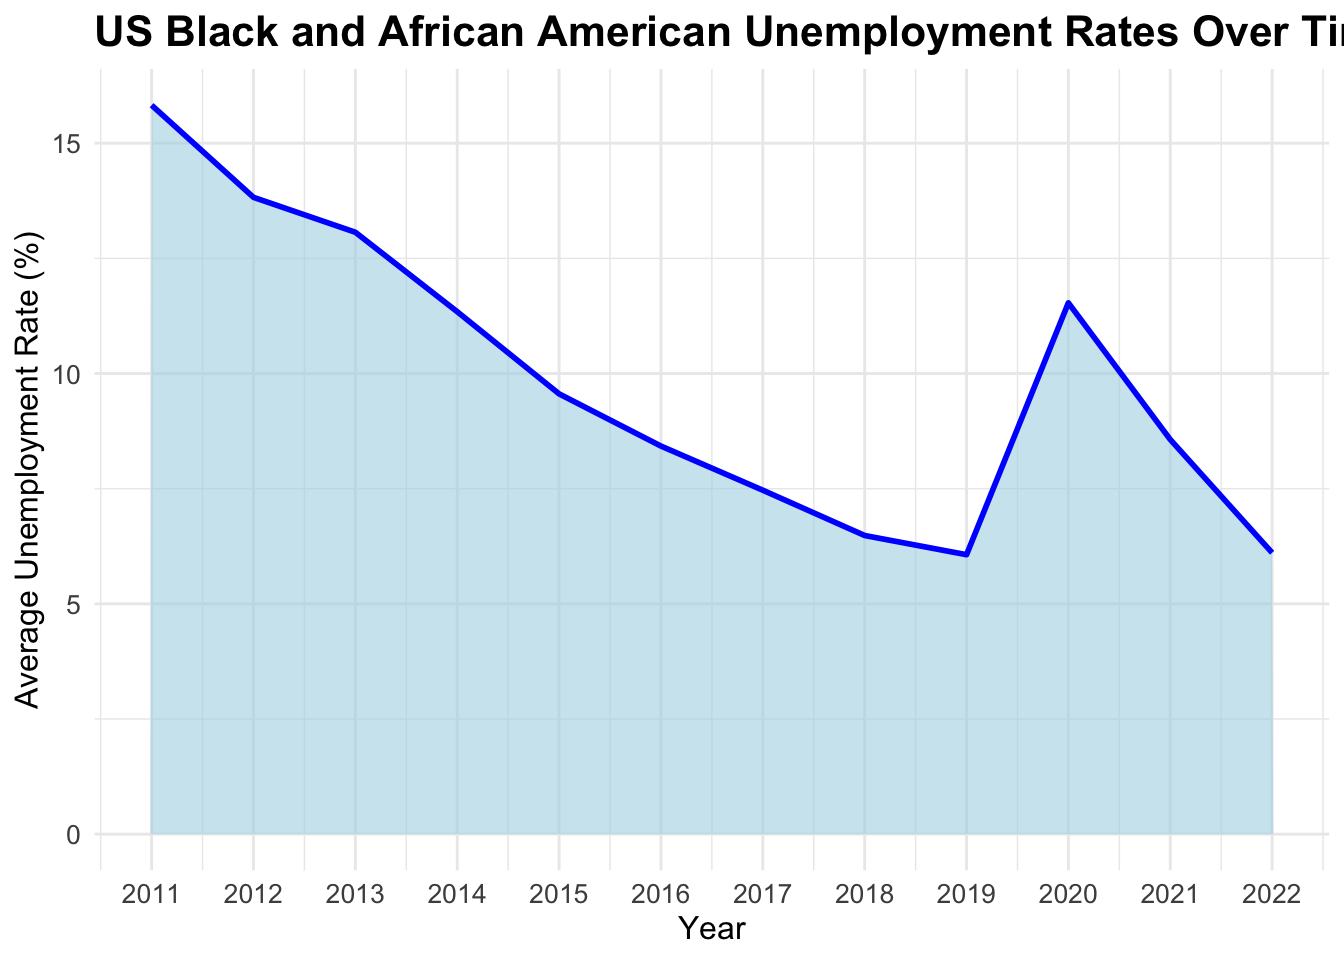 US Black and African American Unemployment Rates Over
Average Unemployment Rate (%)
15
10
5
0
2011 2012 2013 2014 2015 2016 2017 2018 2019 2020 2021 2022
Year